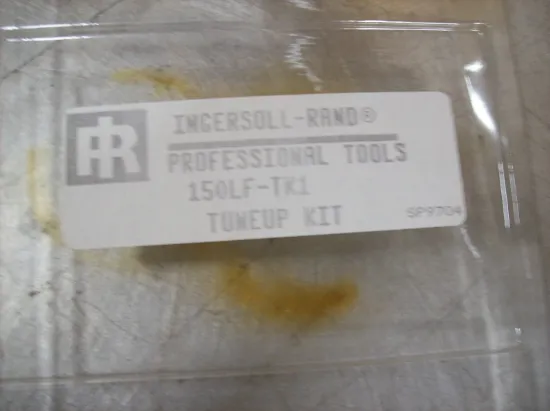 IR
INGERSOLL-RAND®
PROFESSIONAL TOOLS
150LF-TK1
TUNEUP KIT
SP9704